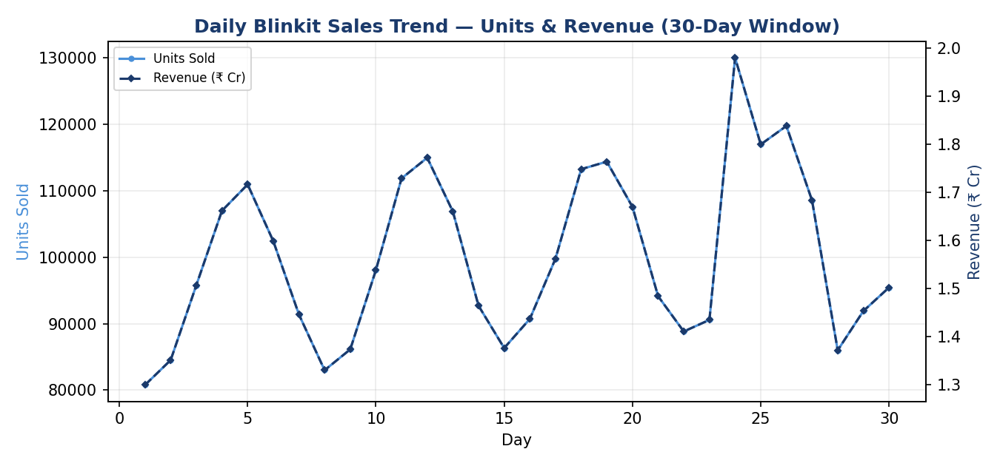 Daily Blinkit Sales Trend — Units & Revenue (30-Day Window)
Units Sold
Revenue (₹ Cr)
130000
120000
110000
100000
90000
80000
Units Sold
2.0
1.9
1.8
1.7
1.6
1.5
1.4
1.3
Revenue (₹ Cr)
0 5 10 15 20 25 30
Day